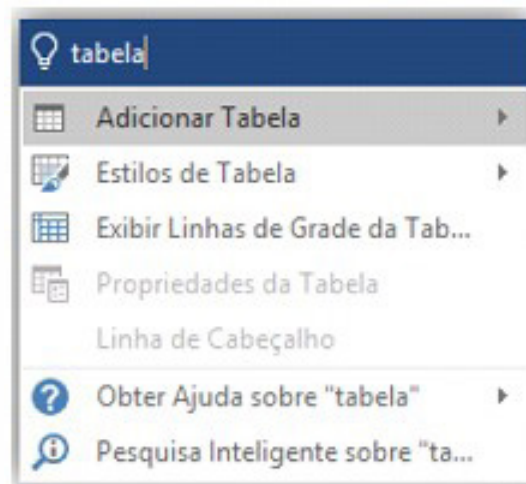 tabela
Adicionar Tabela
Estilos de Tabela
Exibir Linhas de Grade da Tab...
Propriedades da Tabela
Linha de Cabeçalho
Obter Ajuda sobre "tabela"
Pesquisa Inteligente sobre "ta...